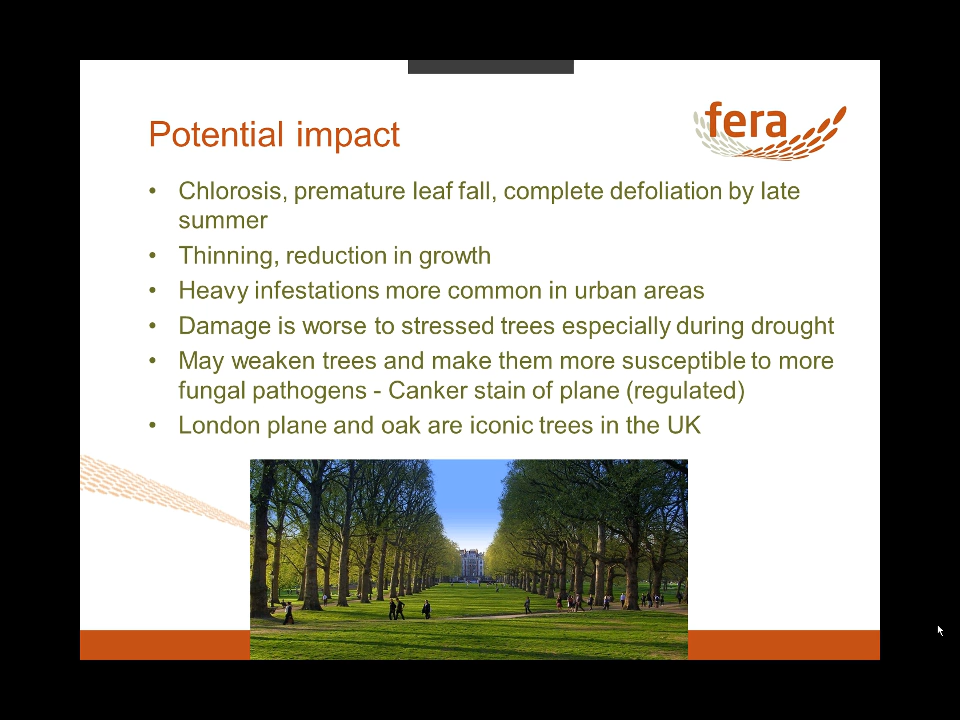 fera
Potential impact
• Chlorosis, premature leaf fall, complete defoliation by late
summer
• Thinning, reduction in growth
• Heavy infestations more common in urban areas
• Damage is worse to stressed trees especially during drought
• May weaken trees and make them more susceptible to more
fungal pathogens - Canker stain of plane (regulated)
• London plane and oak are iconic trees in the UK